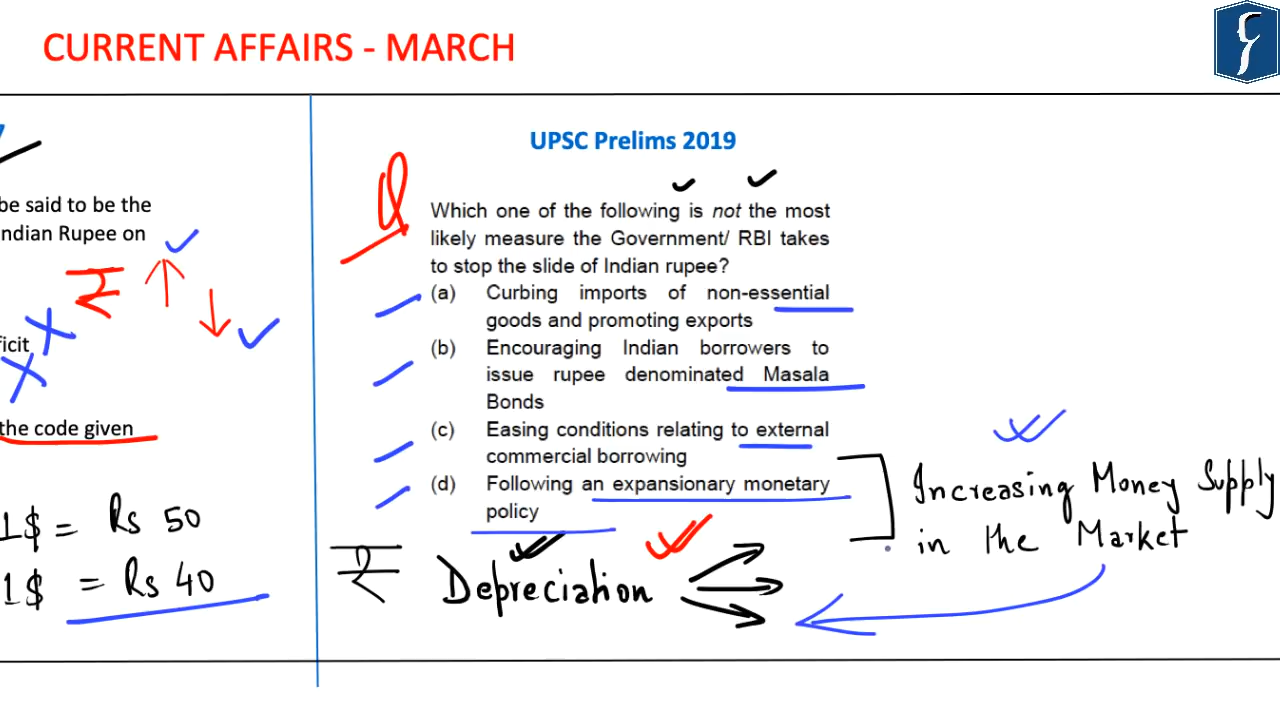 CURRENT AFFAIRS - MARCH
be said to be the
ndian Rupee on
₹
ficit
the code given
1$ = Rs 50
1$ = Rs 40
UPSC Prelims 2019
Q
Which one of the following is not the most
likely measure the Government/ RBI takes
to stop the slide of Indian rupee?
(a) Curbing imports of non-essential
goods and promoting exports
(b) Encouraging Indian borrowers to
issue rupee denominated Masala
Bonds
(c) Easing conditions relating to external
commercial borrowing
(d) Following an expansionary monetary
policy
₹ Depreciation
Increasing Money Supply
in the Market